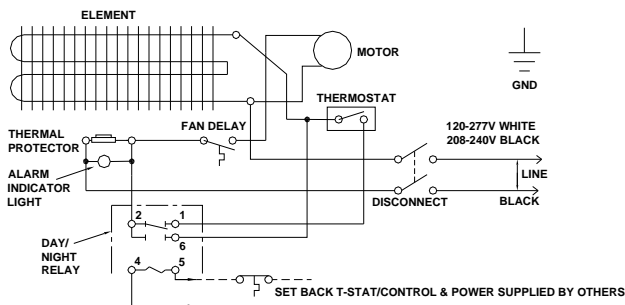 ELEMENT
MOTOR
GND
THERMOSTAT
THERMAL
PROTECTOR
FAN DELAY
120-277V WHITE
208-240V BLACK
ALARM
INDICATOR
LIGHT
LINE
DISCONNECT
BLACK
2
1
6
DAY/
NIGHT
RELAY
4
5
SET BACK T-STAT/CONTROL & POWER SUPPLIED BY OTHERS